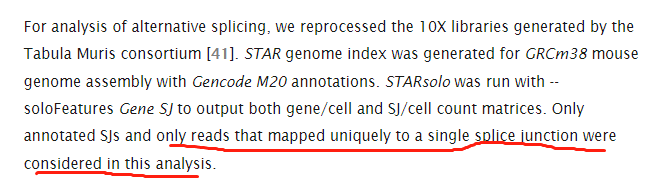 For analysis of alternative splicing, we reprocessed the 10X libraries generated by the
Tabula Muris consortium [41]. STAR genome index was generated for GRCm38 mouse
genome assembly with Gencode M20 annotations. STARsolo was run with --
soloFeatures Gene SJ to output both gene/cell and SJ/cell count matrices. Only
annotated SJs and only reads that mapped uniquely to a single splice junction were
considered in this analysis.